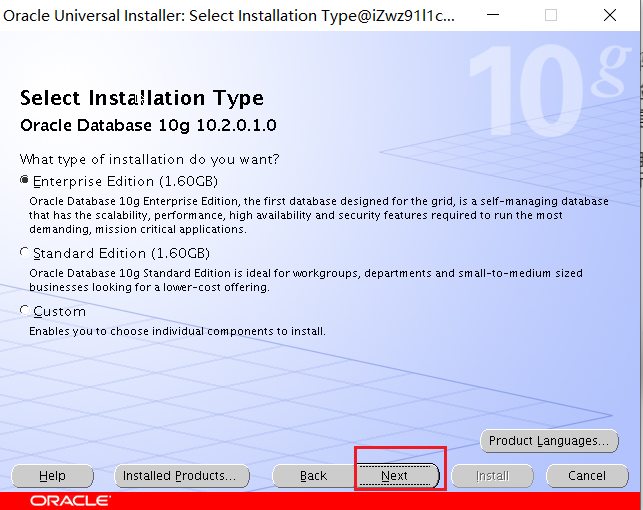 Oracle Universal Installer: Select Installation Type@iZwz91l1c...
10g
Select Installation Type
Oracle Database 10g 10.2.0.1.0
What type of installation do you want?
Enterprise Edition (1.60GB)
Oracle Database 10g Enterprise Edition, the first database designed for the grid, is a self-managing database
that has the scalability, performance, high availability and security features required to run the most
demanding, mission critical applications.
Standard Edition (1.60GB)
Oracle Database 10g Standard Edition is ideal for workgroups, departments and small-to-medium sized
businesses looking for a lower-cost offering.
Custom
Enables you to choose individual components to install.
Product Languages...
Help Installed Products... Back Next Install Cancel
ORACLE